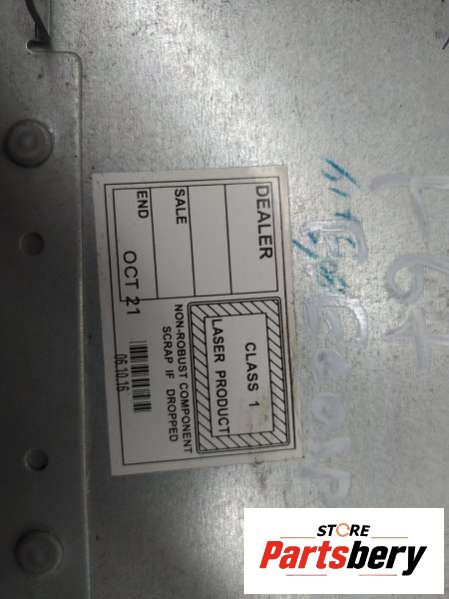 DEALER
SALE
END
OCT 21
CLASS 1
LASER PRODUCT
NON-ROBUST COMPONENT
SCRAP IF DROPPED
06.10.16
STORE
Partsbery